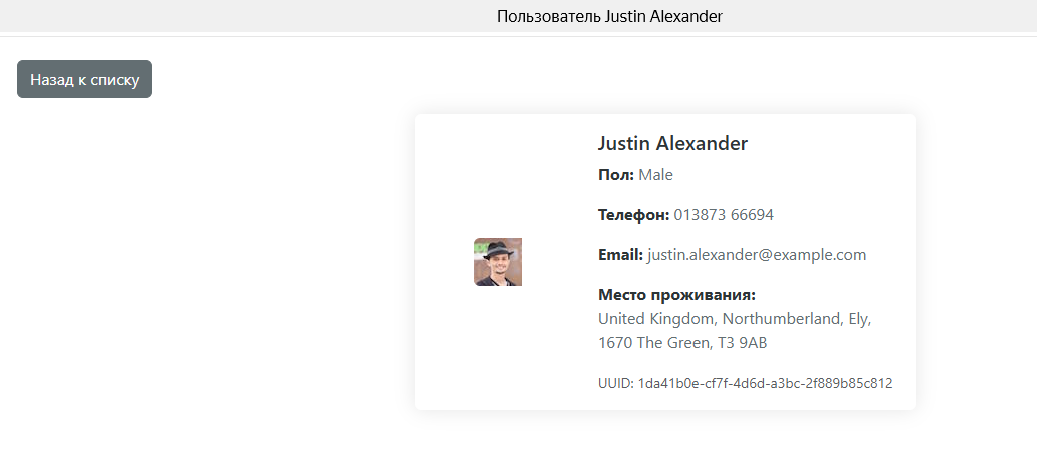 Пользователь Justin Alexander
Назад к списку
Justin Alexander
Пол: Male
Телефон: 013873 66694
Email: justin.alexander@example.com
Место проживания:
United Kingdom, Northumberland, Ely,
1670 The Green, T3 9AB
UUID: 1da41b0e-cf7f-4d6d-a3bc-2f889b85c812